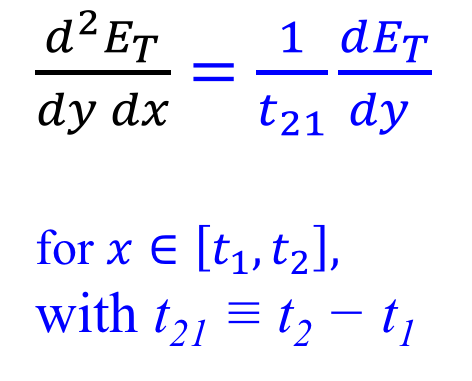 d²E_T / dy dx = 1/t₂₁ dE_T/dy
for x ∈ [t₁, t₂],
with t₂₁ ≡ t₂ − t₁